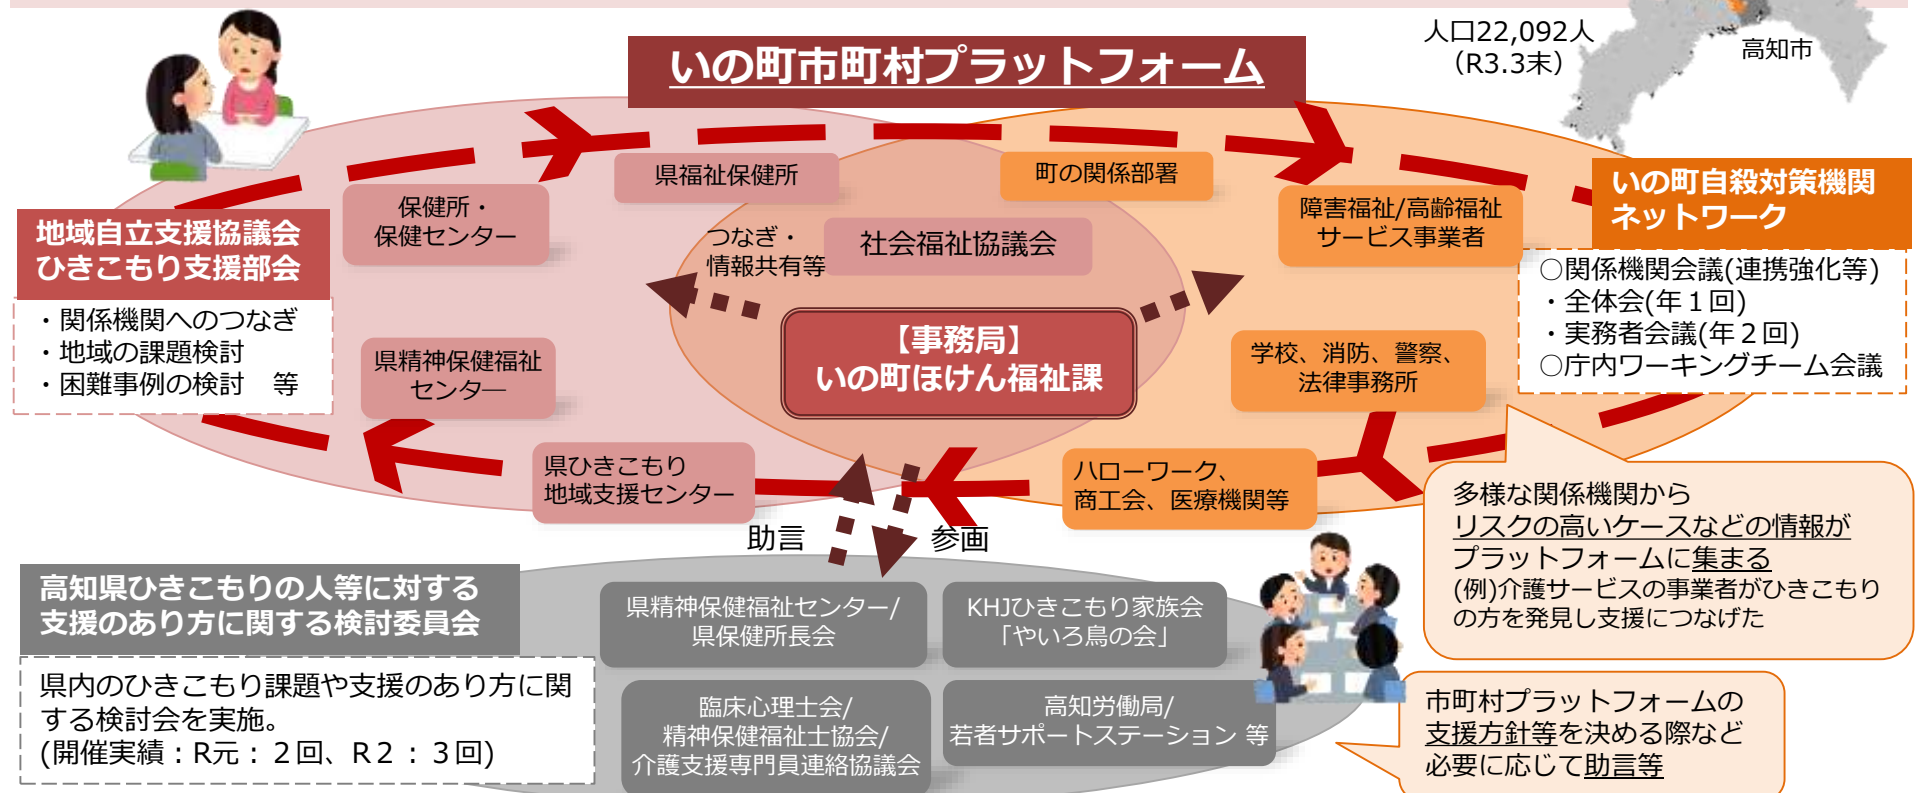 人口22,092人
（R3.3末）
高知市
いの町市町村プラットフォーム
県福祉保健所
町の関係部署
保健所・
保健センター
障害福祉/高齢福祉
サービス事業者
いの町自殺対策機関
ネットワーク
地域自立支援協議会
ひきこもり支援部会
つなぎ・
情報共有等
社会福祉協議会
○関係機関会議(連携強化等)
・全体会(年１回)
・実務者会議(年２回)
○庁内ワーキングチーム会議
・関係機関へのつなぎ
・地域の課題検討
・困難事例の検討　等
【事務局】
いの町ほけん福祉課
県精神保健福祉
センター
学校、消防、警察、
法律事務所
県ひきこもり
地域支援センター
ハローワーク、
商工会、医療機関等
多様な関係機関から
リスクの高いケースなどの情報が
プラットフォームに集まる
(例)介護サービスの事業者がひきこもり
の方を発見し支援につなげた
助言
参画
高知県ひきこもりの人等に対する
支援のあり方に関する検討委員会
県内のひきこもり課題や支援のあり方に関
する検討会を実施。
(開催実績：R元：２回、R２：３回)
県精神保健福祉センター/
県保健所長会
KHJひきこもり家族会
「やいろ鳥の会」
臨床心理士会/
精神保健福祉士協会/
介護支援専門員連絡協議会
高知労働局/
若者サポートステーション 等
市町村プラットフォームの
支援方針等を決める際など
必要に応じて助言等